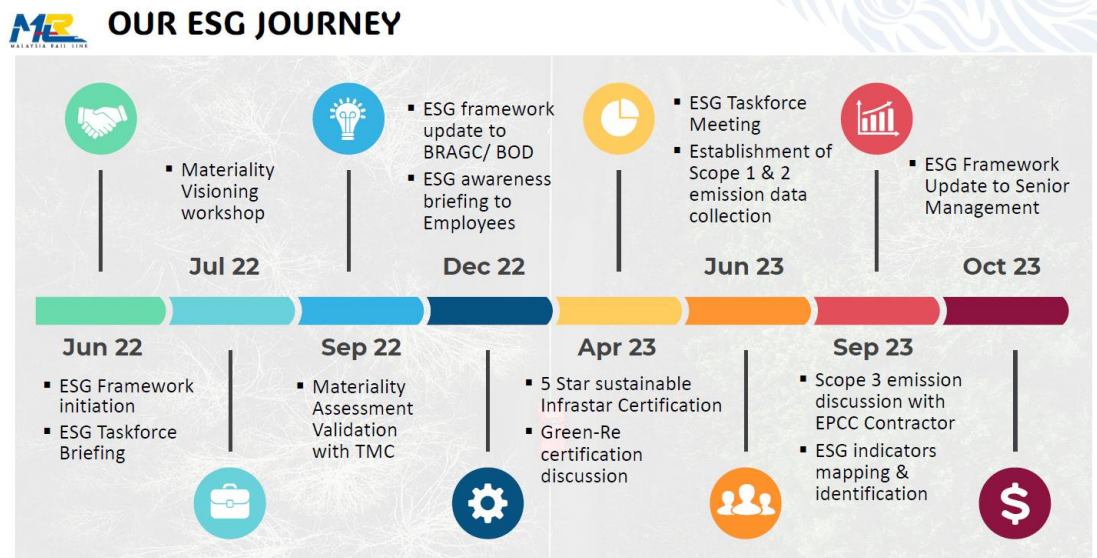 MLR
MALAYSIA RAIL LINK
OUR ESG JOURNEY
▪ Materiality
Visioning
workshop
Jul 22
▪ ESG framework
update to
BRAGC/ BOD
▪ ESG awareness
briefing to
Employees
Dec 22
▪ ESG Taskforce
Meeting
▪ Establishment of
Scope 1 & 2
emission data
collection
Jun 23
▪ ESG Framework
Update to Senior
Management
Oct 23
Jun 22
▪ ESG Framework
initiation
▪ ESG Taskforce
Briefing
Sep 22
▪ Materiality
Assessment
Validation
with TMC
Apr 23
▪ 5 Star sustainable
Infrastar Certification
▪ Green-Re
certification
discussion
Sep 23
▪ Scope 3 emission
discussion with
EPCC Contractor
▪ ESG indicators
mapping &
identification
$